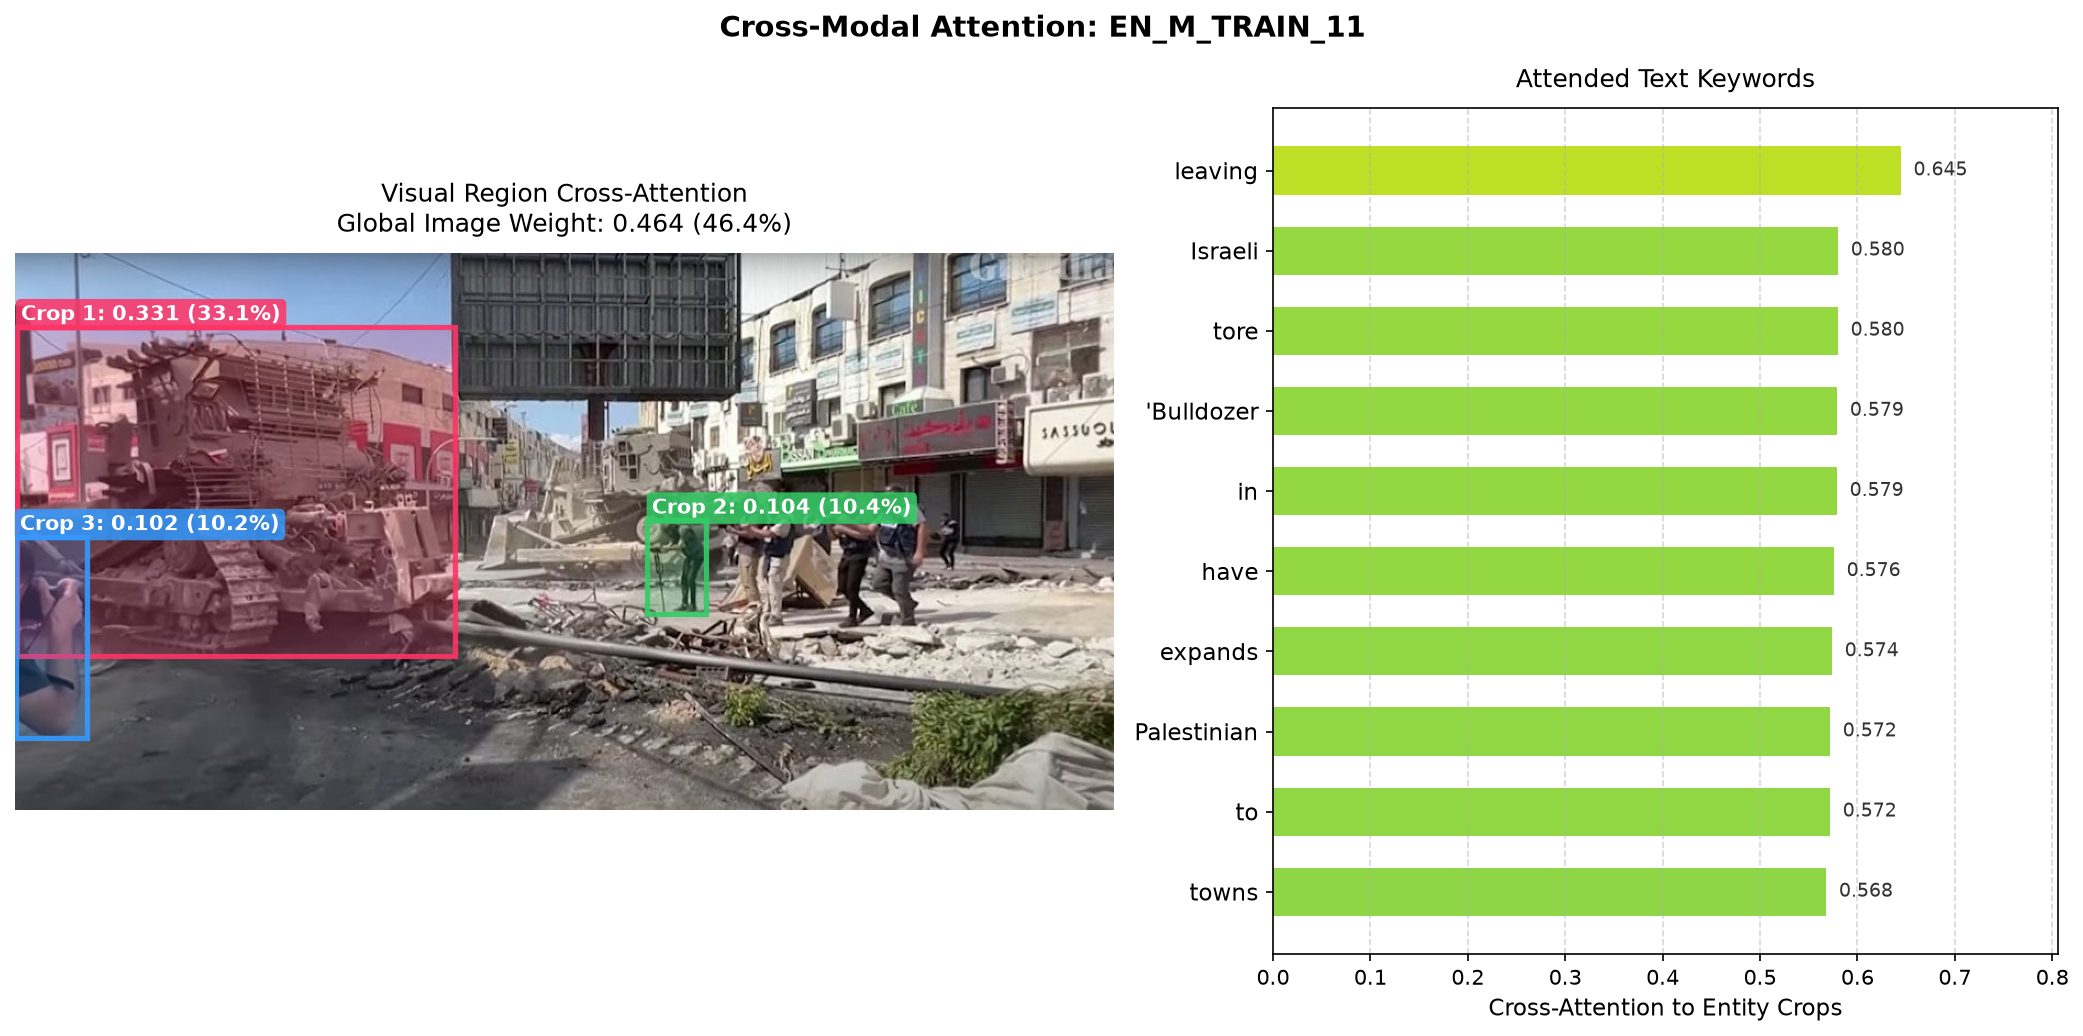 Cross-Modal Attention: EN_M_TRAIN_11
Visual Region Cross-Attention
Global Image Weight: 0.464 (46.4%)
Crop 1: 0.331 (33.1%)
Crop 3: 0.102 (10.2%)
Crop 2: 0.104 (10.4%)
Café
SASSUOU
Attended Text Keywords
leaving 0.645
Israeli 0.580
tore 0.580
'Bulldozer 0.579
in 0.579
have 0.576
expands 0.574
Palestinian 0.572
to 0.572
towns 0.568
0.0 0.1 0.2 0.3 0.4 0.5 0.6 0.7 0.8
Cross-Attention to Entity Crops